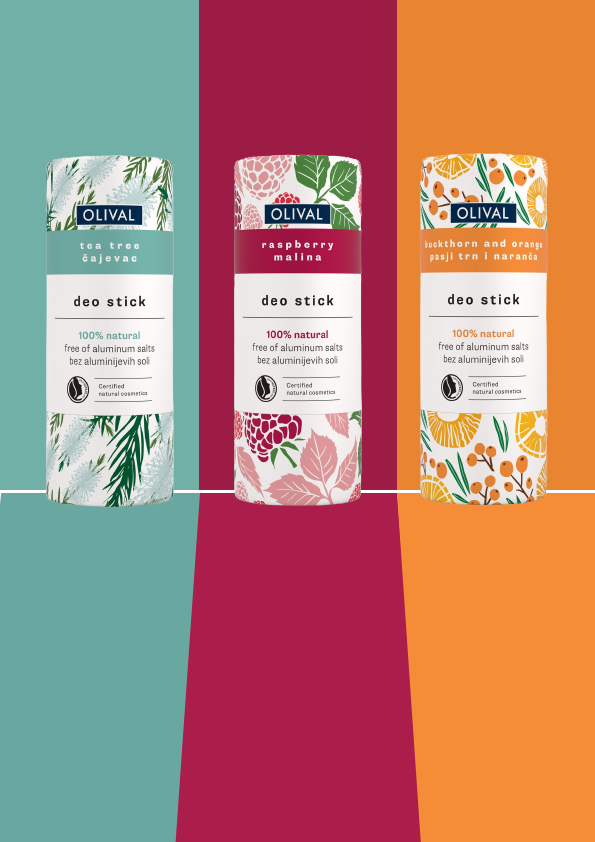 OLIVAL
tea tree
čajevac
deo stick
100% natural
free of aluminum salts
bez aluminijevih soli
Certified
natural cosmetics
OLIVAL
raspberry
malina
deo stick
100% natural
free of aluminum salts
bez aluminijevih soli
Certified
natural cosmetics
OLIVAL
buckthorn and orange
pasji trn i naranča
deo stick
100% natural
free of aluminum salts
bez aluminijevih soli
Certified
natural cosmetics